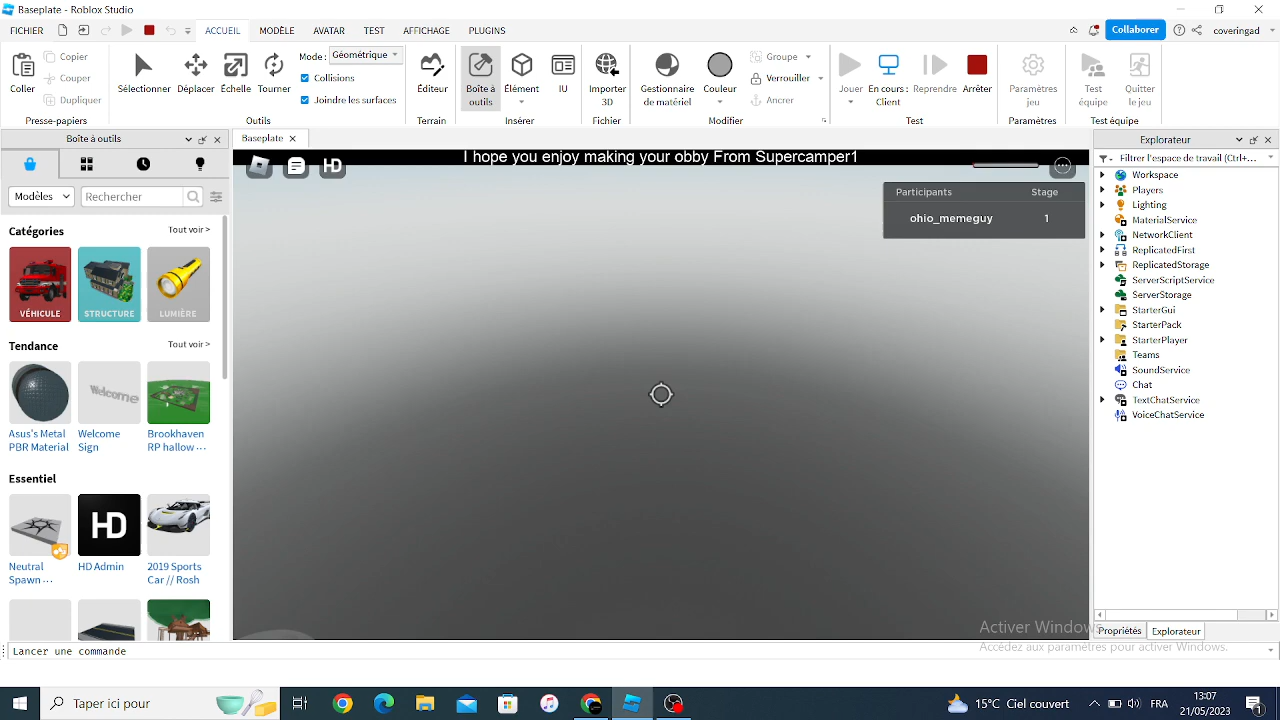 Baseplate - Roblox Studio
FICHIER
ACCUEIL
MODÈLE
AVATAR
TEST
AFFICHAGE
PLUGINS
Collaborer
coveringad
Coller
Copier
Couper
Dupliquer
Presse-papiers
Sélectionner
Déplacer
Échelle
Tourner
Mode: Géométrique
Collisions
Joindre les surfaces
Outils
Éditeur
Terrain
Boîte à outils
Élément
UI
Insérer
Importer 3D
Fichier
Gestionnaire de matériel
Couleur
Groupe
Verrouiller
Ancrer
Modifier
Jouer
En cours : Client
Reprendre
Arrêter
Test
Paramètres jeu
Paramètres
Test équipe
Quitter le jeu
Test équipe
Boîte à outils
Modèles
Rechercher
Catégories
Tout voir >
VÉHICULE
STRUCTURE
LUMIÈRE
Tendance
Tout voir >
Welcome
Asus's Metal PBR Material
Welcome Sign
Brookhaven RP hallow ...
Essentiel
HD
Neutral Spawn ...
HD Admin
2019 Sports Car // Rosh
Baseplate
I hope you enjoy making your obby From Supercamper1
HD
Participants Stage
ohio_memeguy 1
Explorateur
Filtrer l'espace de travail (Ctrl+...
Workspace
Players
Lighting
MaterialService
NetworkClient
ReplicatedFirst
ReplicatedStorage
ServerScriptService
ServerStorage
StarterGui
StarterPack
StarterPlayer
Teams
SoundService
Chat
TextChatService
VoiceChatService
Activer Windows
Accédez aux paramètres pour activer Windows.
Propriétés
Explorateur
Lancer une commande
Taper ici pour
15°C Ciel couvert
FRA
13:07
21/05/2023